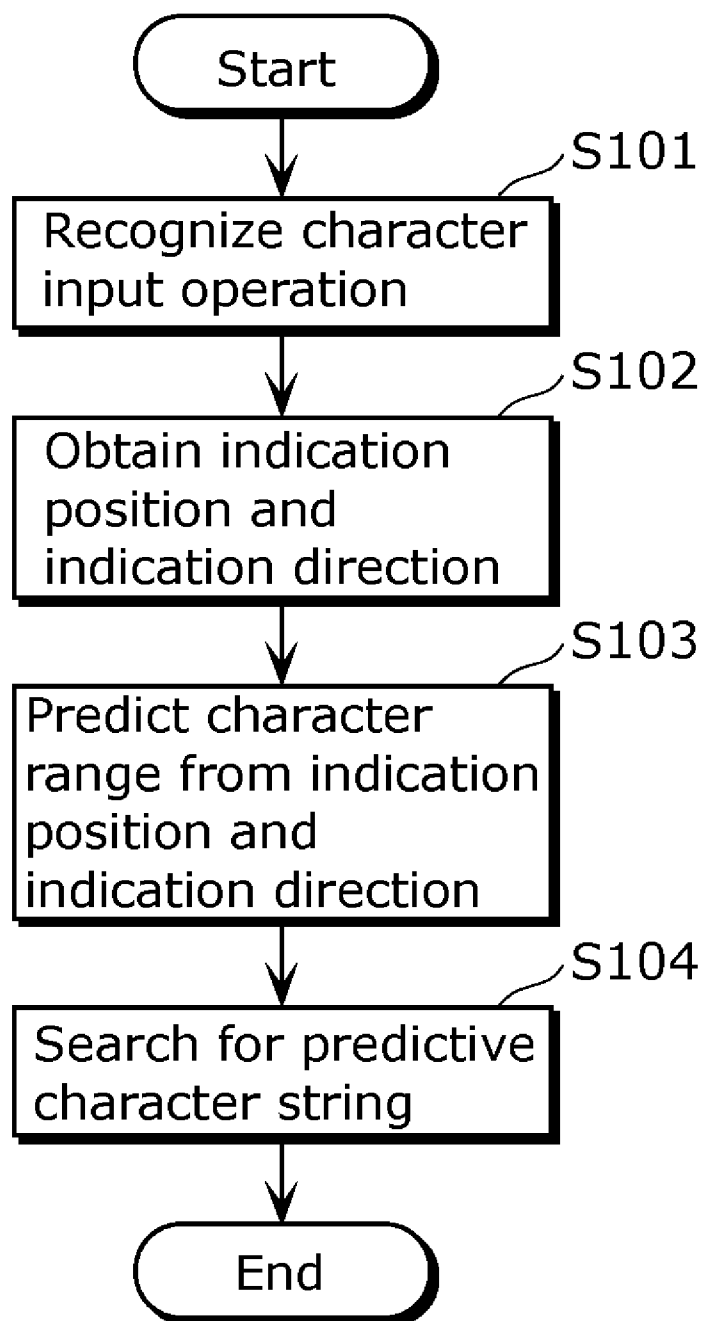 Start
S101
Recognize character
input operation
S102
Obtain indication
position and
indication direction
S103
Predict character
range from indication
position and
indication direction
S104
Search for predictive
character string
End